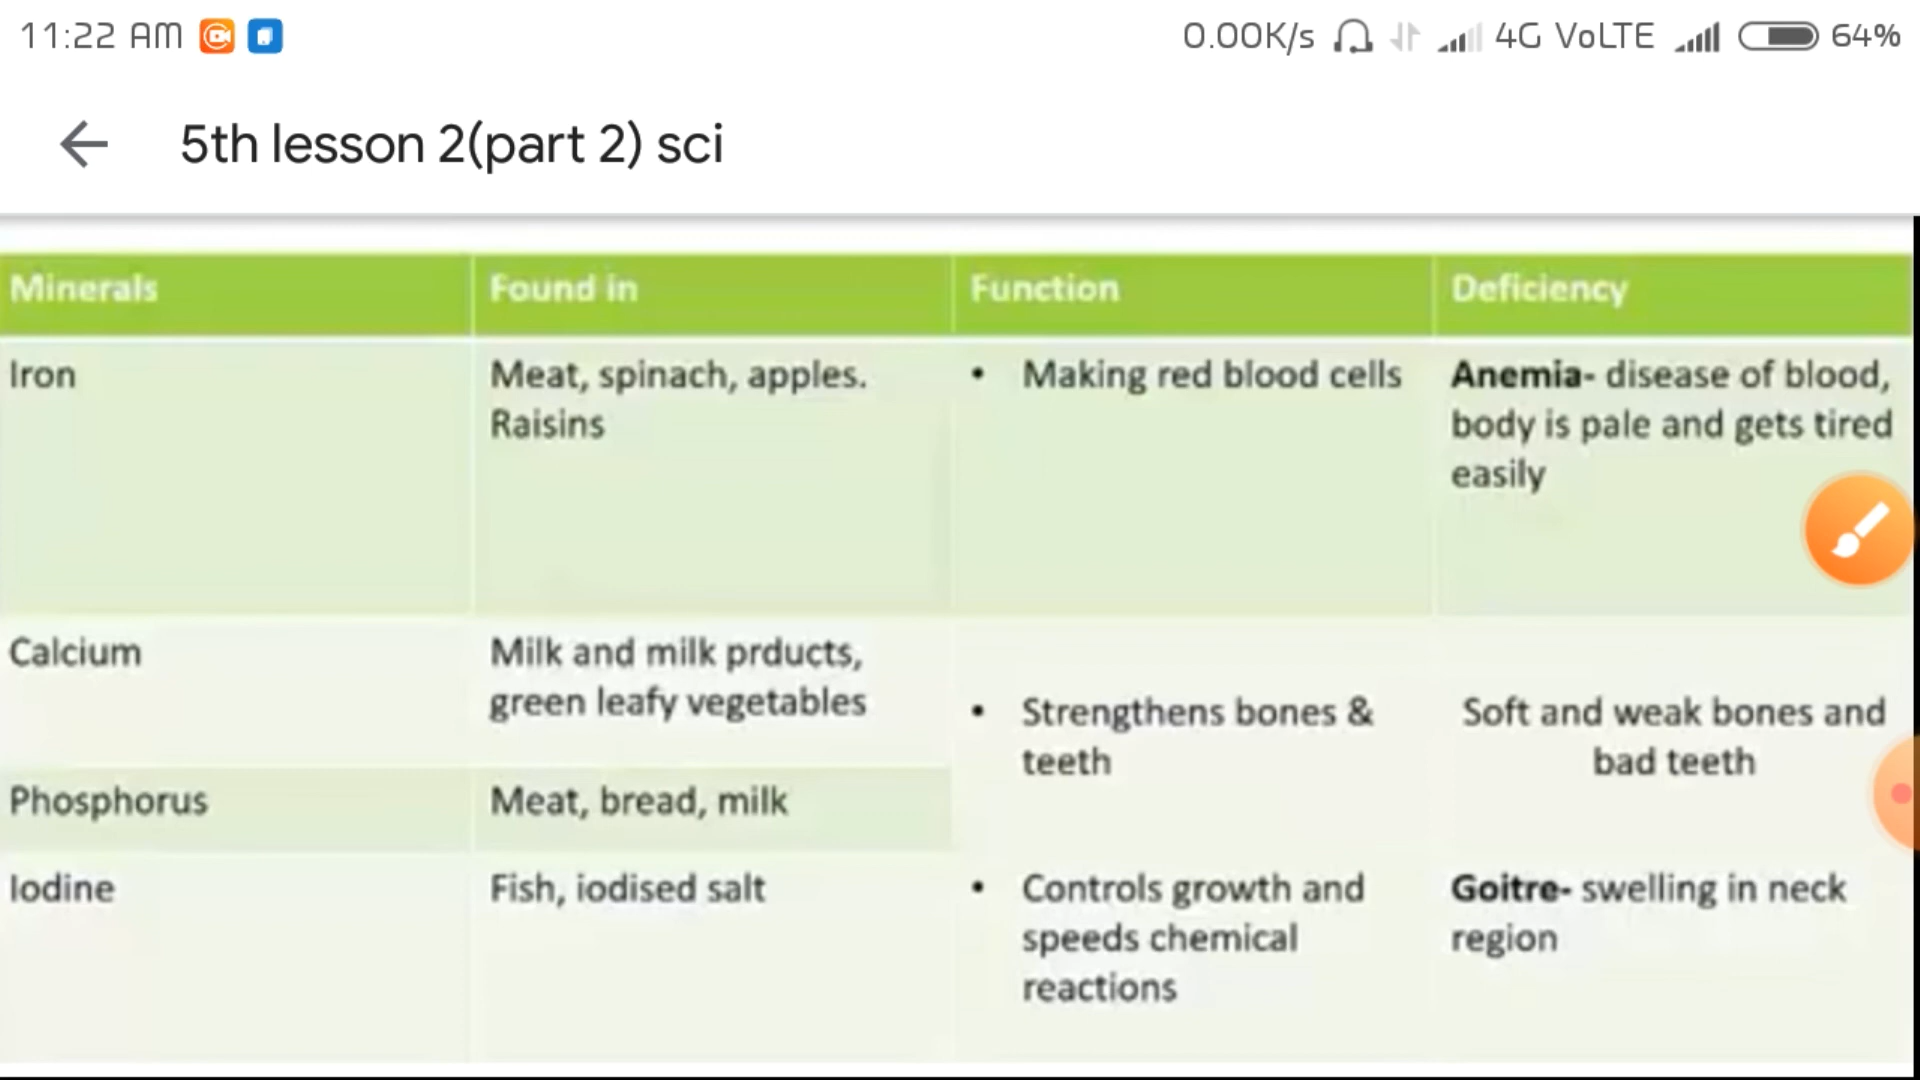 11:22 AM
0.00K/s 4G VoLTE 64%
5th lesson 2(part 2) sci
Minerals Found in Function Deficiency
Iron
Meat, spinach, apples.
Raisins
• Making red blood cells
Anemia- disease of blood,
body is pale and gets tired
easily
Calcium
Milk and milk prducts,
green leafy vegetables
• Strengthens bones &
teeth
Soft and weak bones and
bad teeth
Phosphorus
Meat, bread, milk
Iodine
Fish, iodised salt
• Controls growth and
speeds chemical
reactions
Goitre- swelling in neck
region